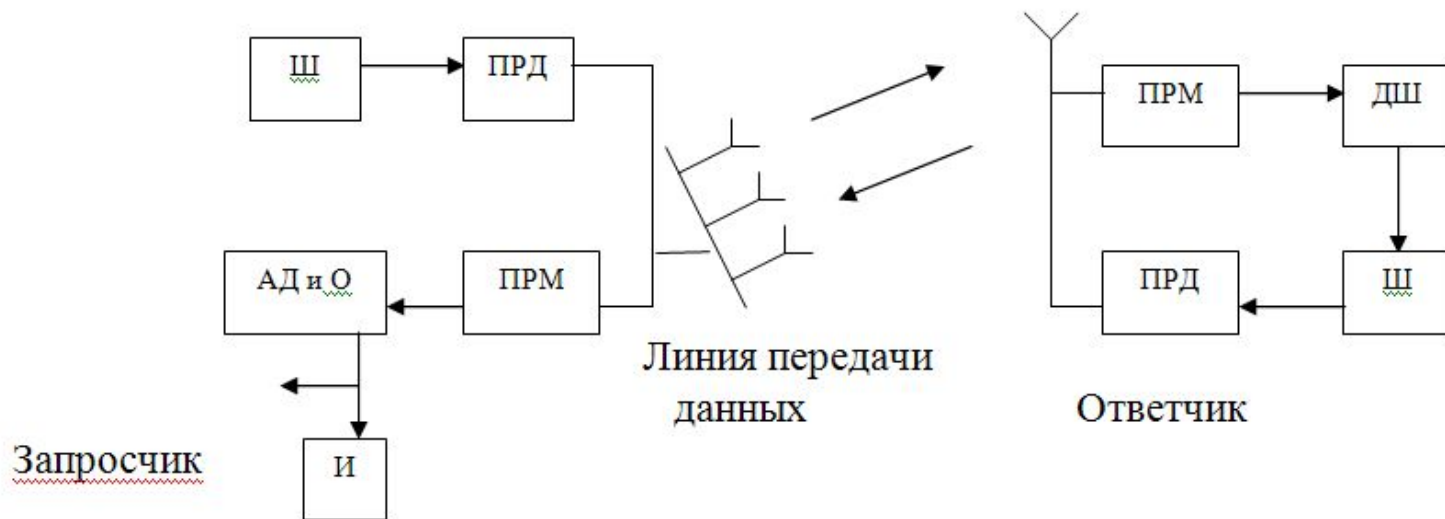 Ш
ПРД
ПРМ
ДШ
АД и О
ПРМ
ПРД
Ш
Линия передачи
данных
Ответчик
Запросчик
И